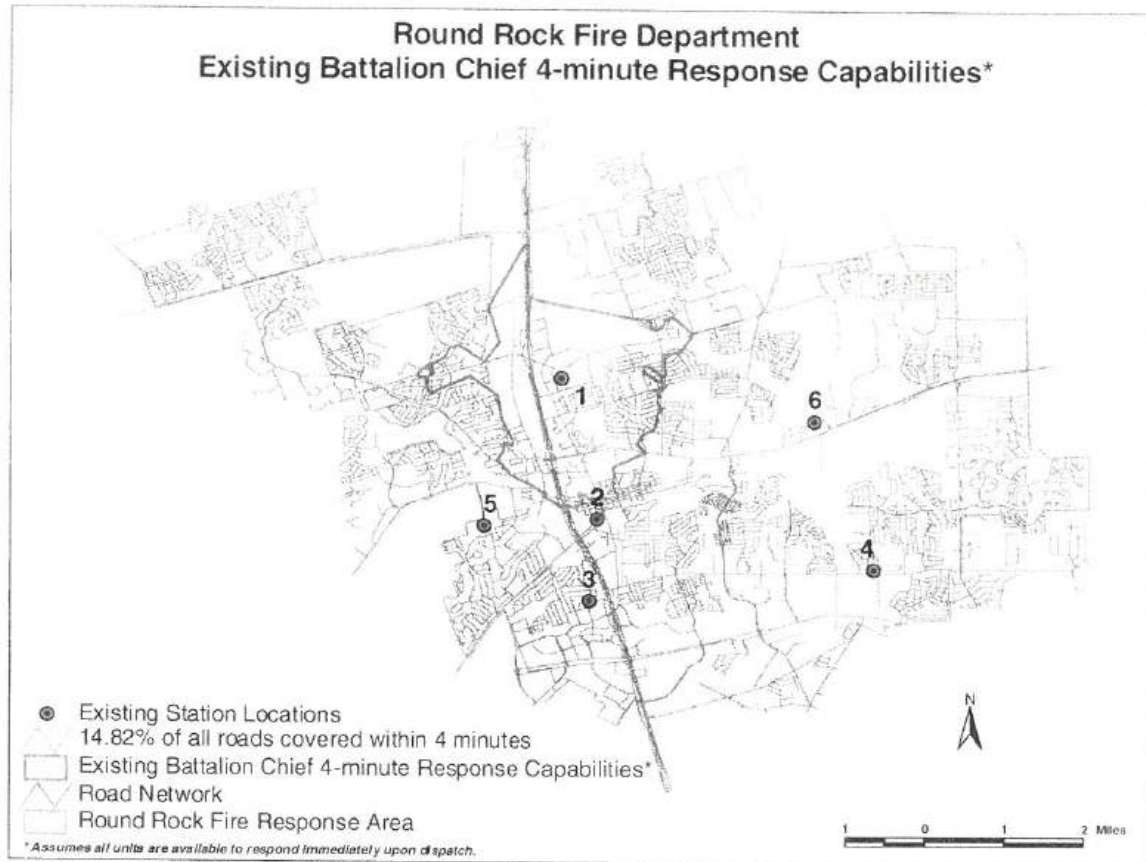 Round Rock Fire Department
Existing Battalion Chief 4-minute Response Capabilities*
1
6
2
5
4
3
N
Existing Station Locations
14.82% of all roads covered within 4 minutes
Existing Battalion Chief 4-minute Response Capabilities*
Road Network
Round Rock Fire Response Area
*Assumes all units are available to respond immediately upon dispatch.
1 0 1 2 Miles